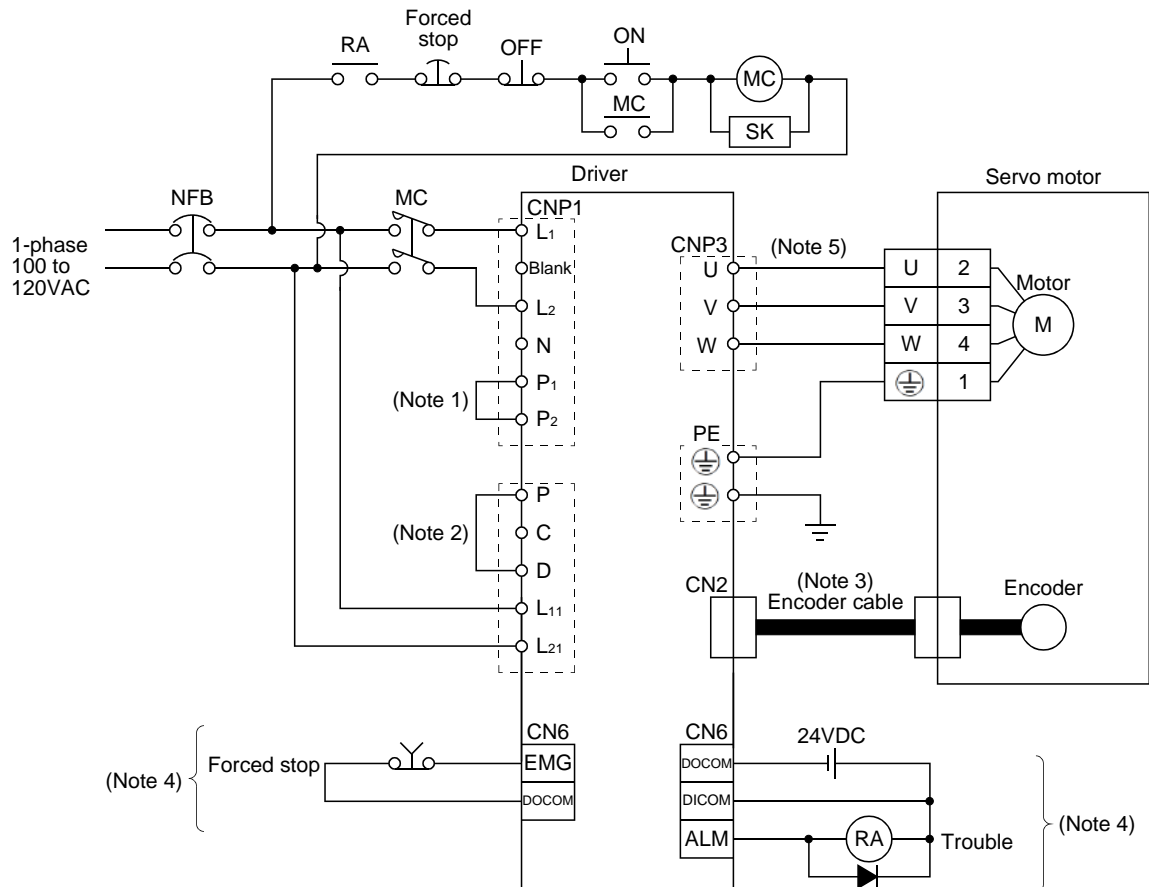 Forced
stop
RA
OFF
ON
MC
MC
SK
Driver
Servo motor
NFB
MC
CNP1
1-phase
100 to
120VAC
L1
Blank
L2
N
P1
P2
(Note 1)
CNP3
U
V
W
(Note 5)
U 2
V 3
W 4
1
Motor
M
PE
P
C
D
L11
L21
(Note 2)
CN2
(Note 3)
Encoder cable
Encoder
CN6
(Note 4)
Forced stop
EMG
DOCOM
CN6
24VDC
DOCOM
DICOM
ALM
RA
Trouble
(Note 4)